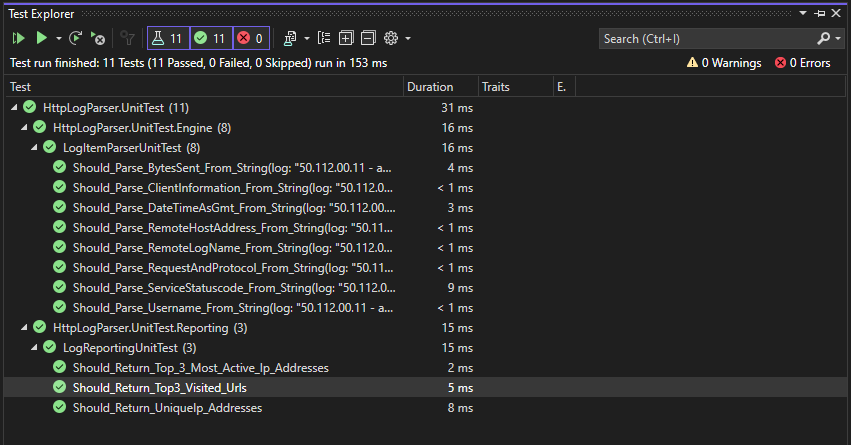 Test Explorer
11 11 0 Search (Ctrl+I)
Test run finished: 11 Tests (11 Passed, 0 Failed, 0 Skipped) run in 153 ms 0 Warnings 0 Errors
Test Duration Traits E.
HttpLogParser.UnitTest (11) 31 ms
HttpLogParser.UnitTest.Engine (8) 16 ms
LogItemParserUnitTest (8) 16 ms
Should_Parse_BytesSent_From_String(log: "50.112.00.11 - a... 4 ms
Should_Parse_ClientInformation_From_String(log: "50.112.0... < 1 ms
Should_Parse_DateTimeAsGmt_From_String(log: "50.112.00.... 3 ms
Should_Parse_RemoteHostAddress_From_String(log: "50.112.... < 1 ms
Should_Parse_RemoteLogName_From_String(log: "50.112.0... < 1 ms
Should_Parse_RequestAndProtocol_From_String(log: "50.11... < 1 ms
Should_Parse_ServiceStatuscode_From_String(log: "50.112.0... 9 ms
Should_Parse_Username_From_String(log: "50.112.00.11 - a... < 1 ms
HttpLogParser.UnitTest.Reporting (3) 15 ms
LogReportingUnitTest (3) 15 ms
Should_Return_Top_3_Most_Active_Ip_Addresses 2 ms
Should_Return_Top3_Visited_Urls 5 ms
Should_Return_UniqueIp_Addresses 8 ms